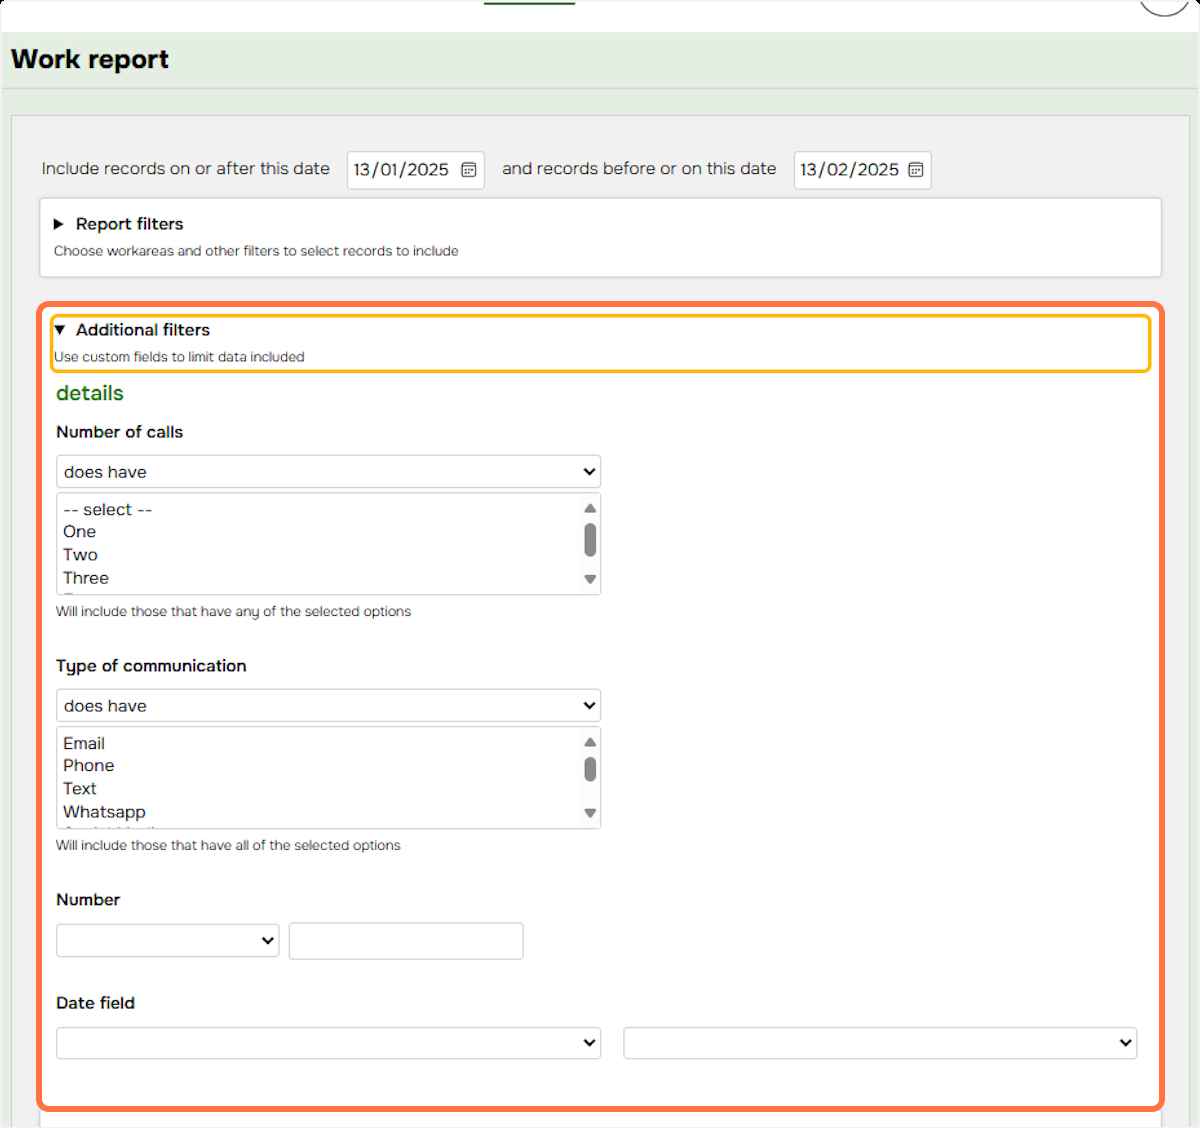 Work report
Include records on or after this date 13/01/2025 and records before or on this date 13/02/2025
Report filters
Choose workareas and other filters to select records to include
Additional filters
Use custom fields to limit data included
details
Number of calls
does have
-- select --
One
Two
Three
Will include those that have any of the selected options
Type of communication
does have
Email
Phone
Text
Whatsapp
Will include those that have all of the selected options
Number
Date field